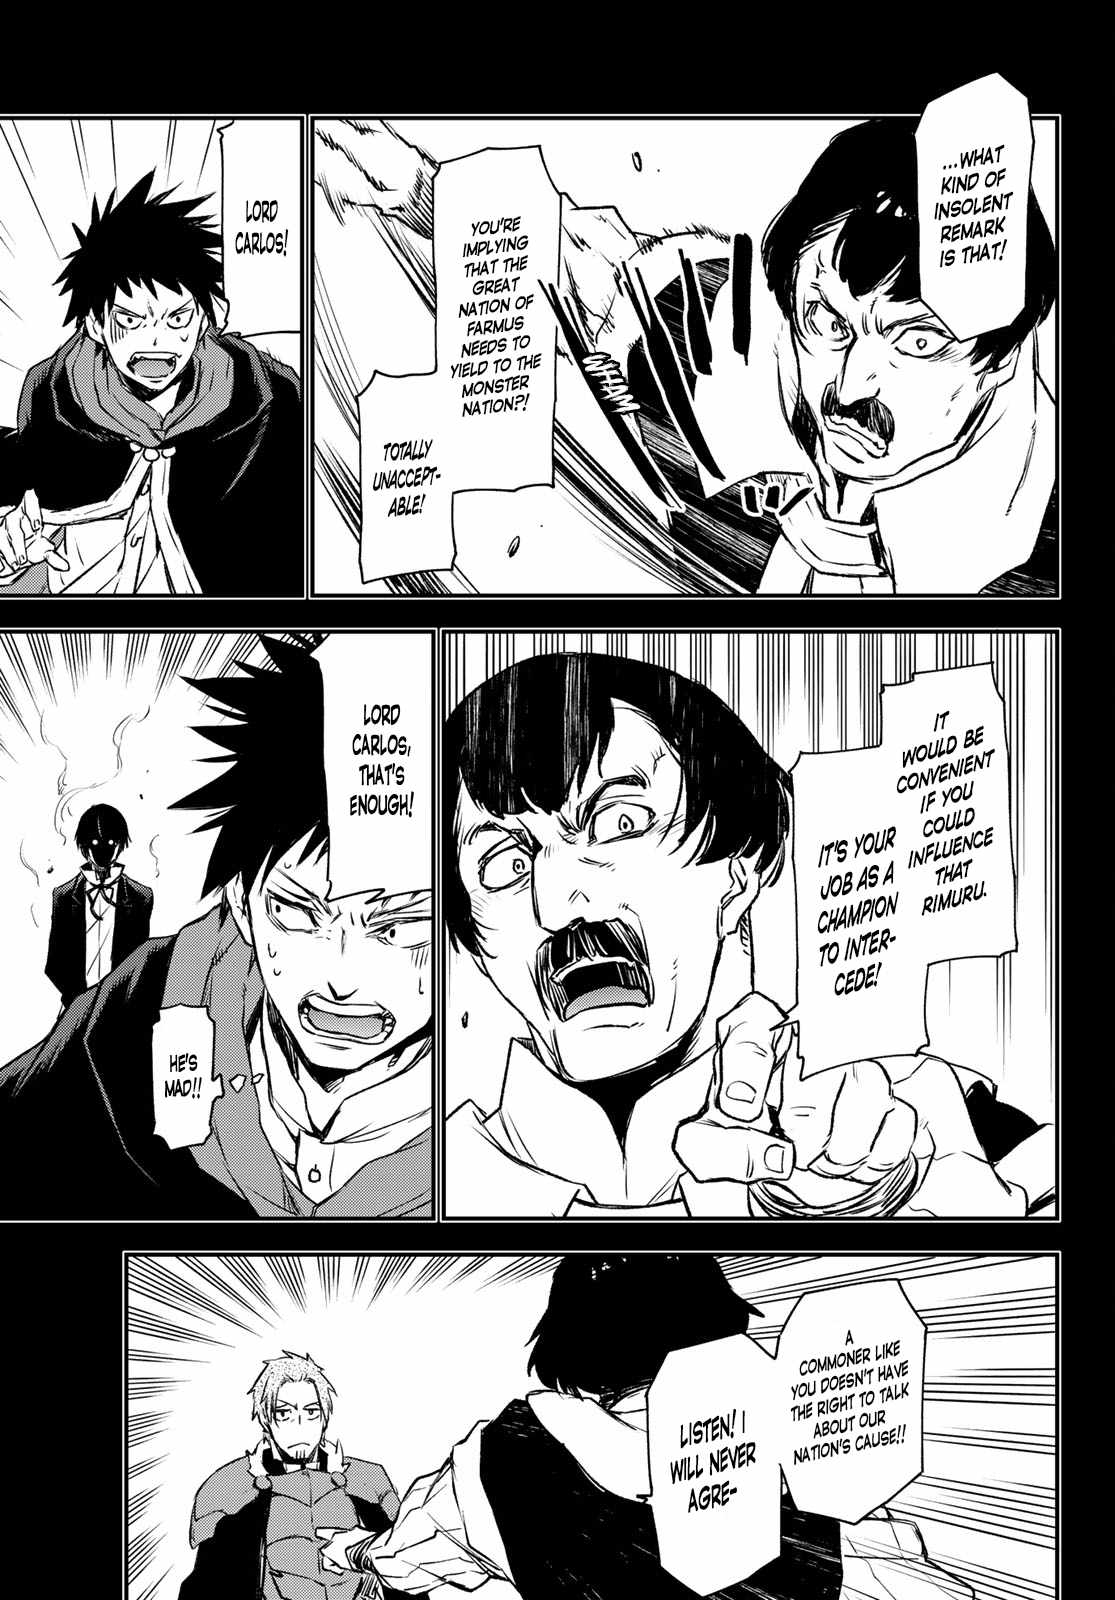 ...WHAT
KIND OF
INSOLENT
REMARK
IS THAT!
WHAM
YOU'RE
IMPLYING
THAT THE
GREAT
NATION OF
FARMUS
NEEDS TO
YIELD TO THE
MONSTER
NATION?!
TOTALLY
UNACCEPT-
ABLE!
LORD
CARLOS!
IT
WOULD BE
CONVENIENT
IF YOU
COULD
INFLUENCE
THAT
RIMURU.
IT'S YOUR
JOB AS A
CHAMPION
TO INTER-
CEDE!
LORD
CARLOS,
THAT'S
ENOUGH!
HE'S
MAD!!
A
COMMONER LIKE
YOU DOESN'T HAVE
THE RIGHT TO TALK
ABOUT OUR
NATION'S CAUSE!!
LISTEN! I
WILL NEVER
AGRE-